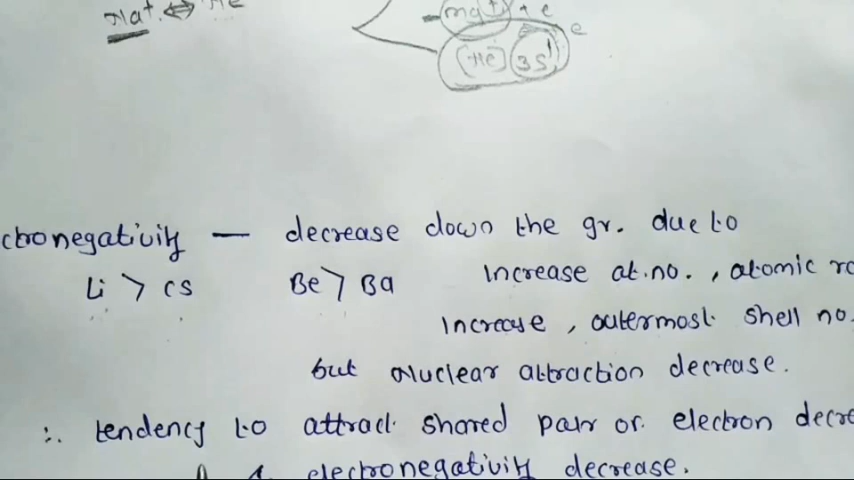 Na⁺. ⇔ Ne
mg⁺ + e
e
[Ne] 3S¹
ctronegativity — decrease down the gr. due to
Li > cs Be > Ba Increase at.no. , atomic
Increase , outermost shell no.
but Nuclear attraction decrease.
∴ tendency to attract shared pair or electron decre
electronegativity decrease.